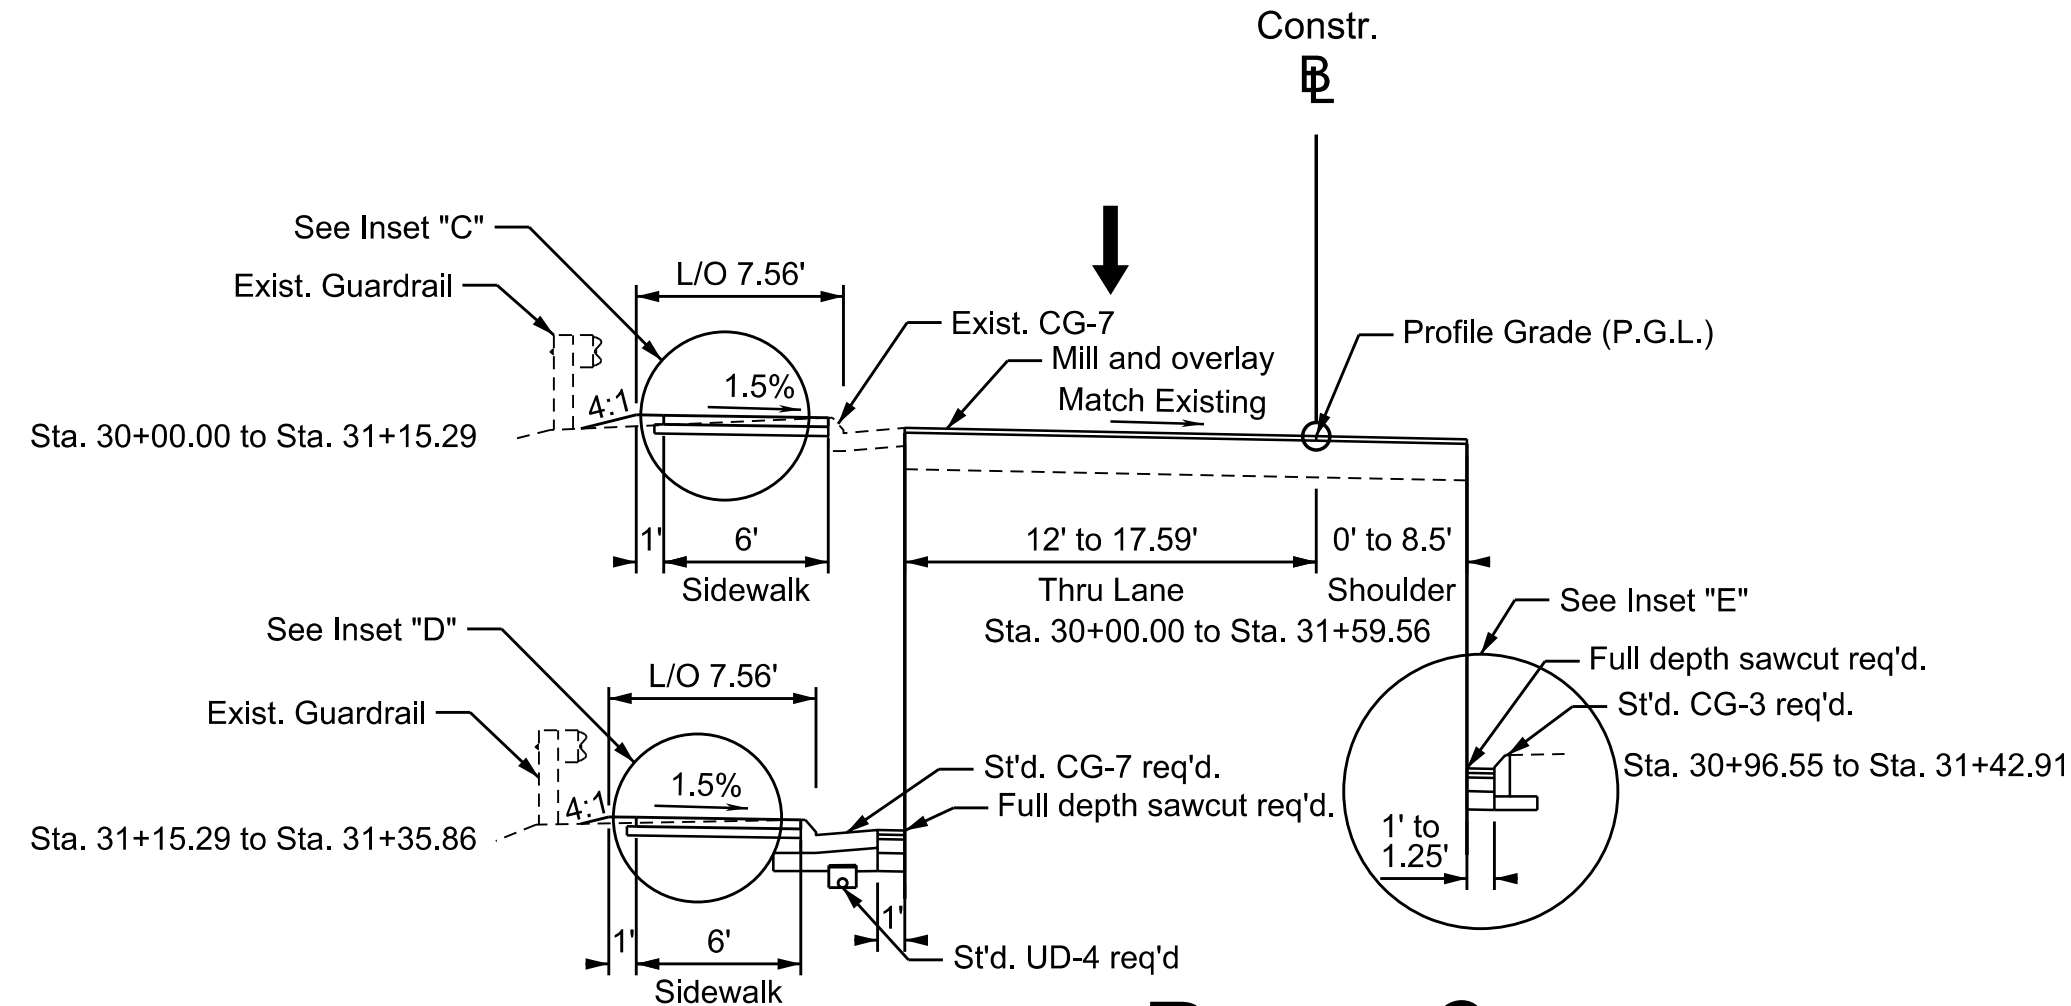 Constr.
BL
See Inset "C"
Exist. Guardrail
L/O 7.56'
Exist. CG-7
Mill and overlay
Match Existing
Profile Grade (P.G.L.)
4:1
1.5%
Sta. 30+00.00 to Sta. 31+15.29
1'
6'
Sidewalk
12' to 17.59'
0' to 8.5'
Thru Lane
Shoulder
Sta. 30+00.00 to Sta. 31+59.56
See Inset "D"
Exist. Guardrail
L/O 7.56'
See Inset "E"
Full depth sawcut req'd.
St'd. CG-3 req'd.
Sta. 30+96.55 to Sta. 31+42.91
1' to
1.25'
4:1
1.5%
St'd. CG-7 req'd.
Full depth sawcut req'd.
Sta. 31+15.29 to Sta. 31+35.86
1'
6'
1'
Sidewalk
St'd. UD-4 req'd